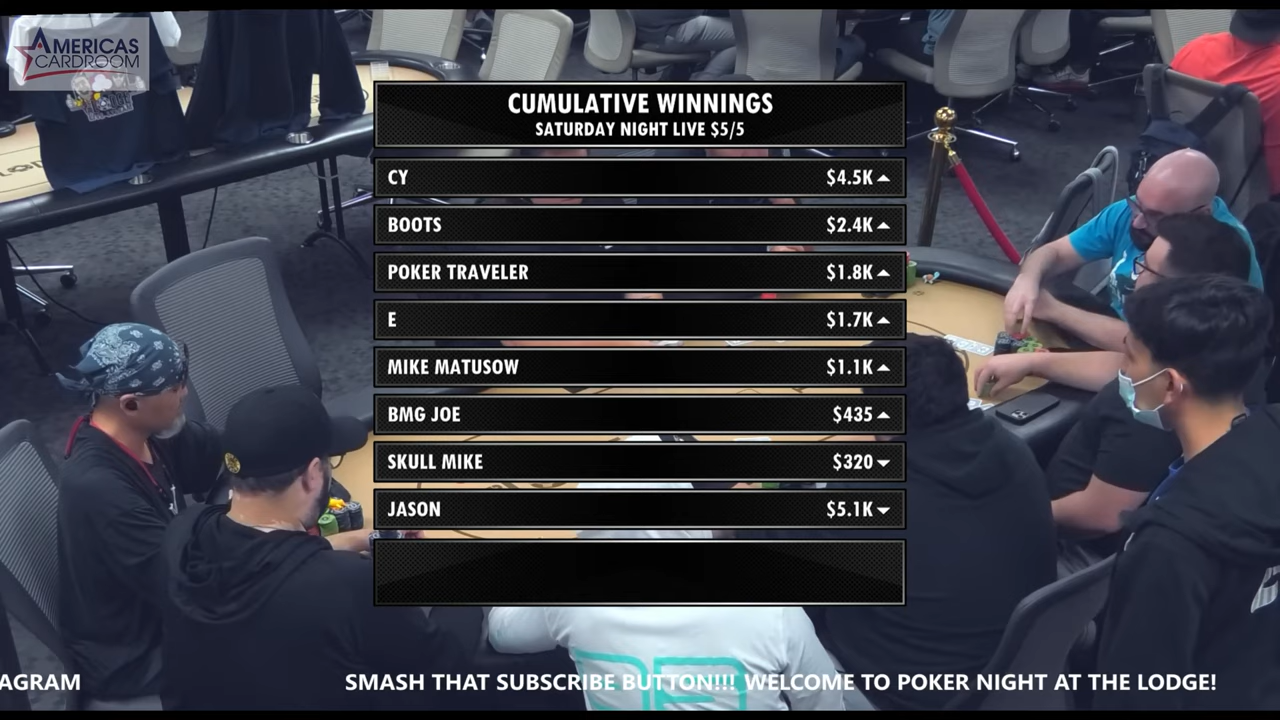 AMERICAS
CARDROOM
CUMULATIVE WINNINGS
SATURDAY NIGHT LIVE $5/5
CY $4.5K
BOOTS $2.4K
POKER TRAVELER $1.8K
E $1.7K
MIKE MATUSOW $1.1K
BMG JOE $435
SKULL MIKE $320
JASON $5.1K
AGRAM SMASH THAT SUBSCRIBE BUTTON!!! WELCOME TO POKER NIGHT AT THE LODGE!